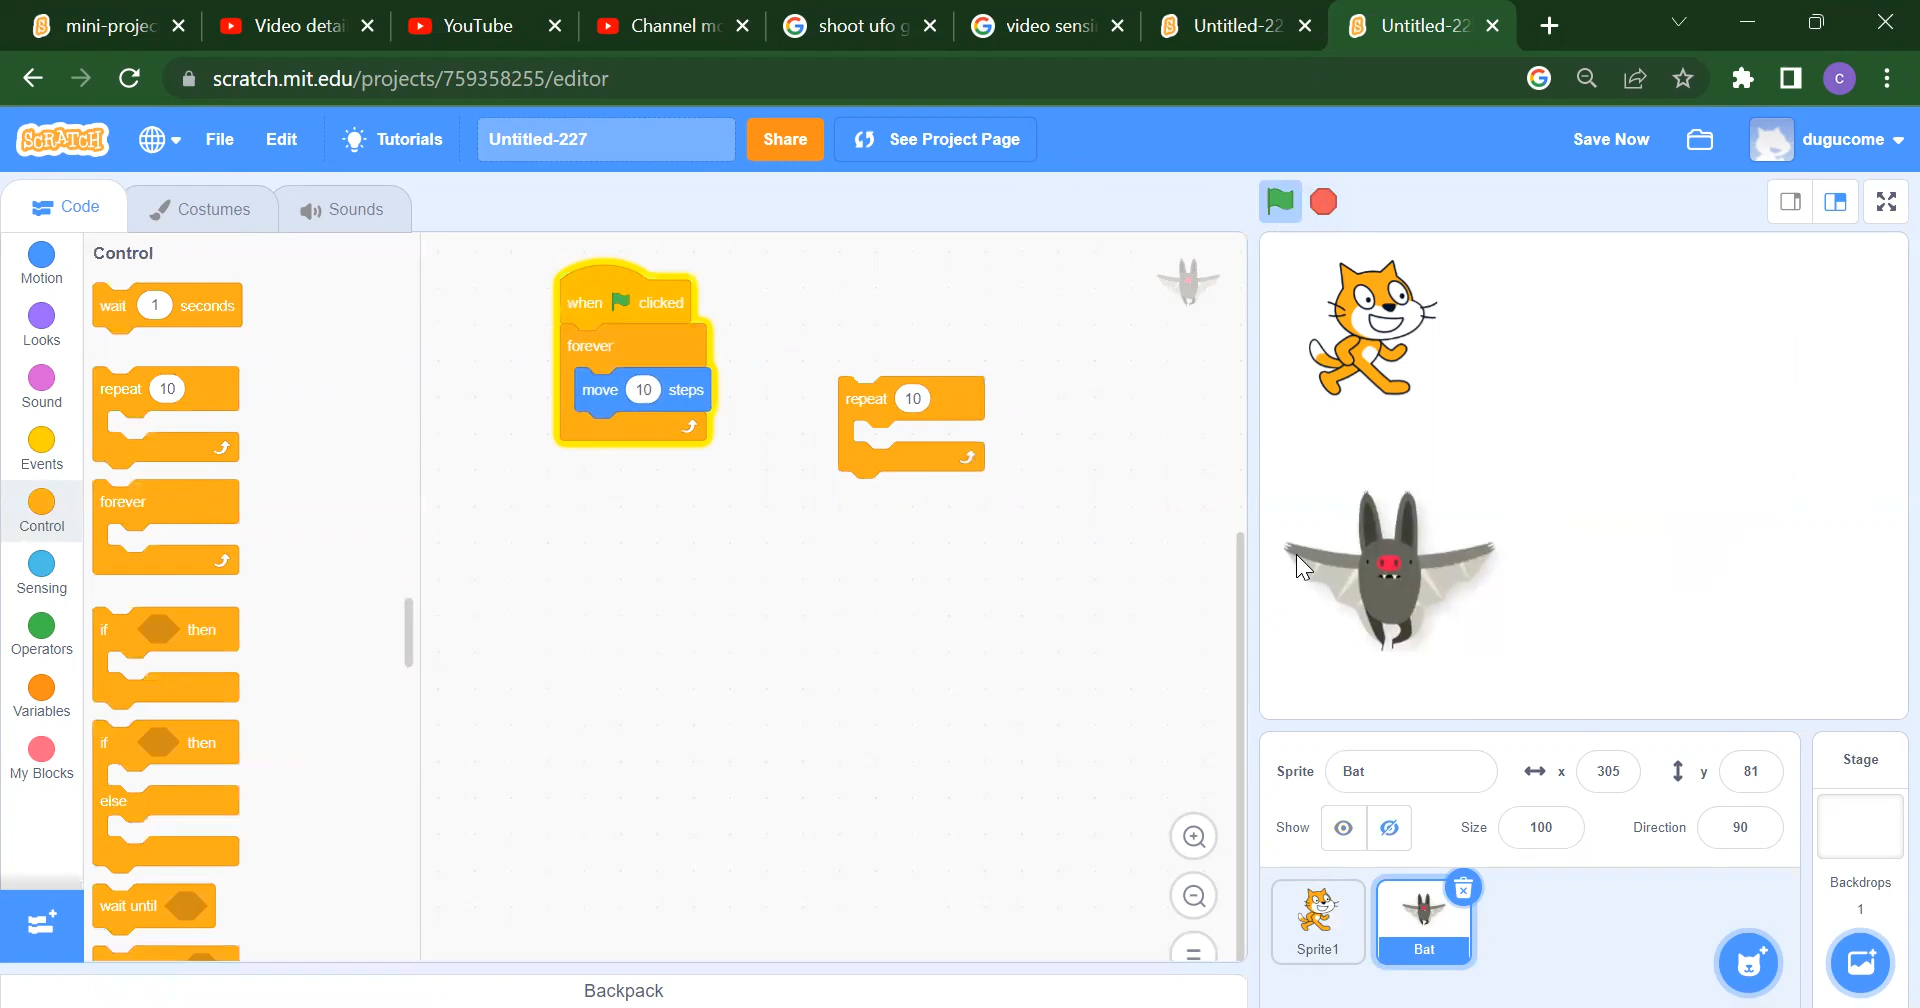 mini-projec
Video detai
YouTube
Channel mo
shoot ufo g
video sensi
Untitled-22
Untitled-22
scratch.mit.edu/projects/759358255/editor
C
SCRATCH
File
Edit
Tutorials
Untitled-227
Share
See Project Page
Save Now
dugucome
Code
Costumes
Sounds
Motion
Looks
Sound
Events
Control
Sensing
Operators
Variables
My Blocks
Control
wait 1 seconds
repeat 10
forever
if then
if then
else
wait until
when clicked
forever
move 10 steps
repeat 10
Sprite Bat x 305 y 81
Show Size 100 Direction 90
Sprite1
Bat
Stage
Backdrops
1
Backpack